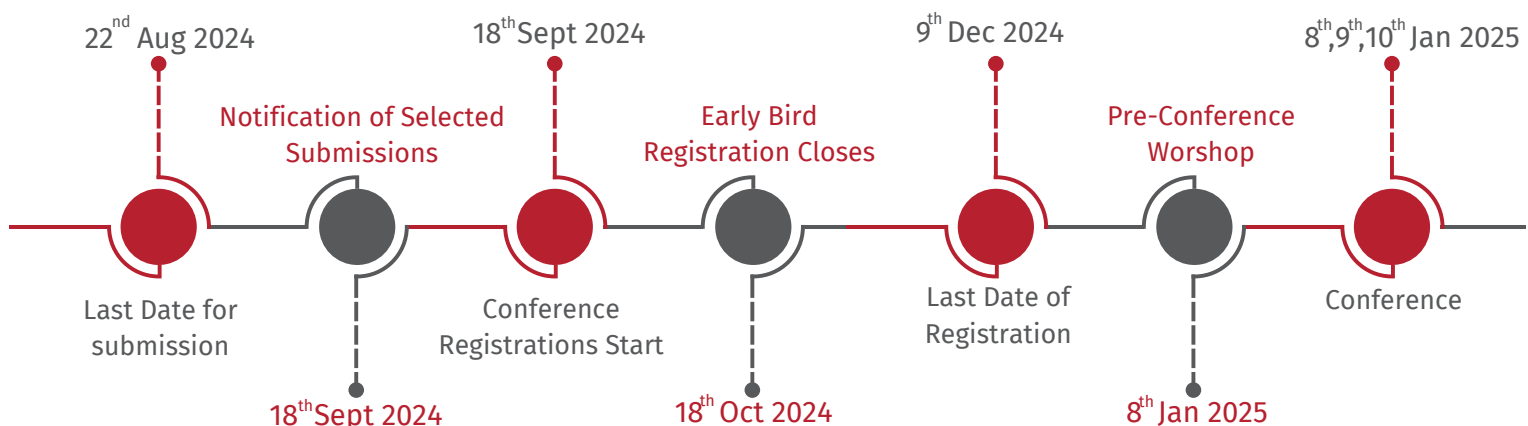 22nd Aug 2024
Last Date for
submission
Notification of Selected
Submissions
18th Sept 2024
18th Sept 2024
Conference
Registrations Start
Early Bird
Registration Closes
18th Oct 2024
9th Dec 2024
Last Date of
Registration
Pre-Conference
Worshop
8th Jan 2025
8th,9th,10th Jan 2025
Conference